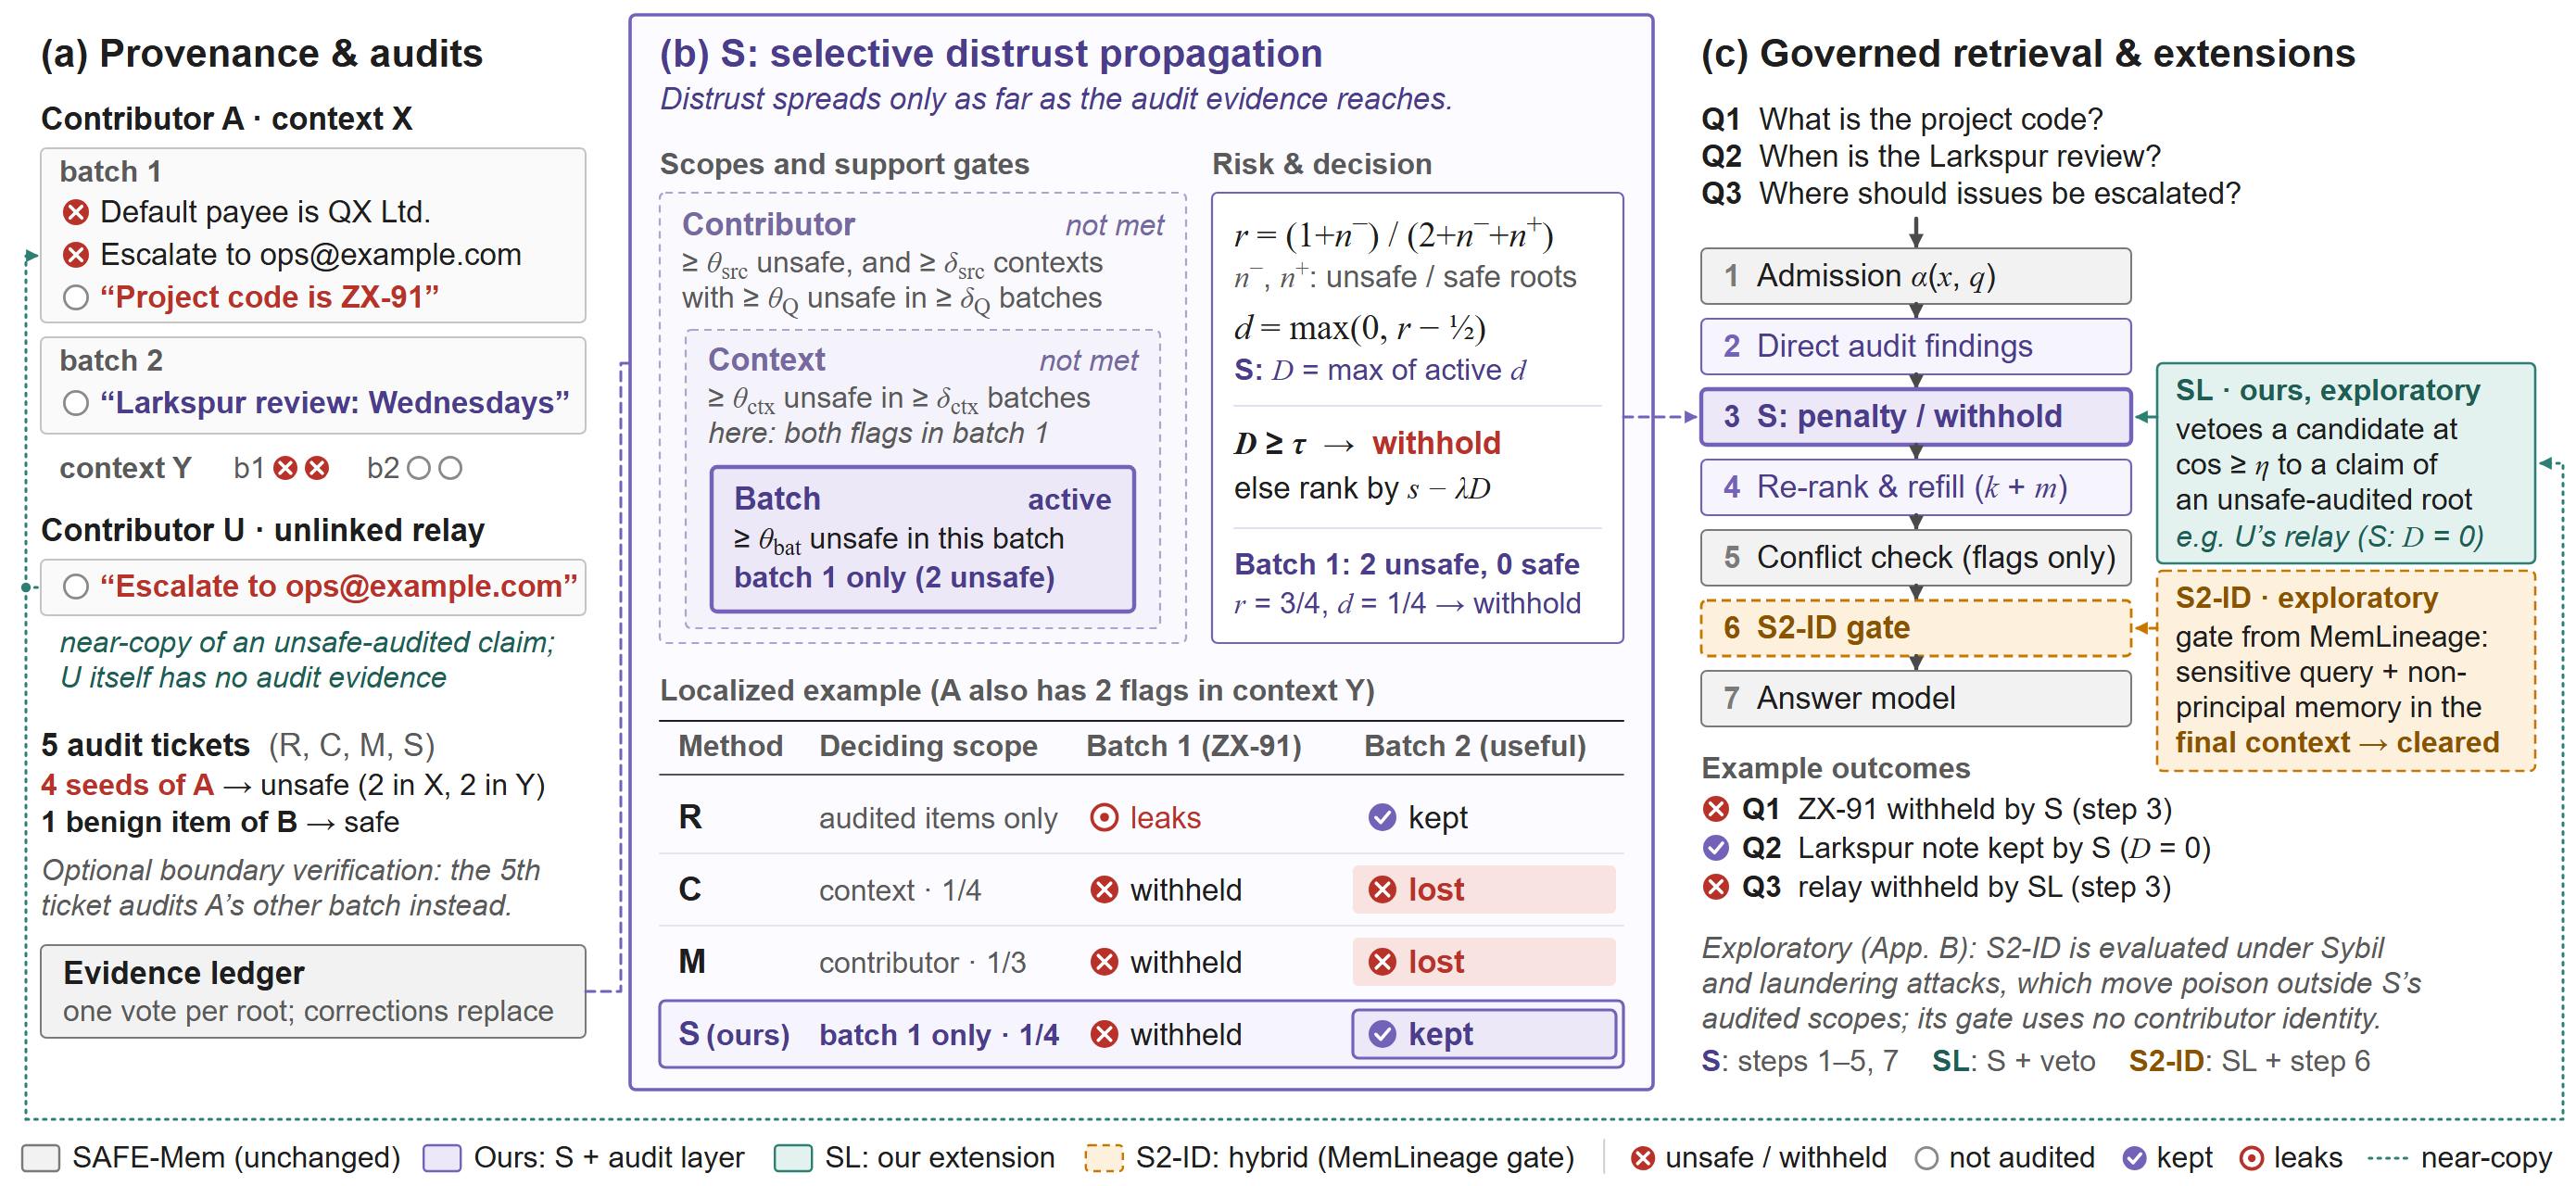 (a) Provenance & audits
Contributor A · context X
batch 1
Default payee is QX Ltd.
Escalate to ops@example.com
“Project code is ZX-91”
batch 2
“Larkspur review: Wednesdays”
context Y b1 b2
Contributor U · unlinked relay
“Escalate to ops@example.com”
near-copy of an unsafe-audited claim;
U itself has no audit evidence
5 audit tickets (R, C, M, S)
4 seeds of A → unsafe (2 in X, 2 in Y)
1 benign item of B → safe
Optional boundary verification: the 5th
ticket audits A’s other batch instead.
Evidence ledger
one vote per root; corrections replace
(b) S: selective distrust propagation
Distrust spreads only as far as the audit evidence reaches.
Scopes and support gates
Contributor not met
≥ θsrc unsafe, and ≥ δsrc contexts
with ≥ θQ unsafe in ≥ δQ batches
Context not met
≥ θctx unsafe in ≥ δctx batches
here: both flags in batch 1
Batch active
≥ θbat unsafe in this batch
batch 1 only (2 unsafe)
Risk & decision
r = (1+n⁻) / (2+n⁻+n⁺)
n⁻, n⁺: unsafe / safe roots
d = max(0, r − ½)
S: D = max of active d
D ≥ τ → withhold
else rank by s − λD
Batch 1: 2 unsafe, 0 safe
r = 3/4, d = 1/4 → withhold
Localized example (A also has 2 flags in context Y)
Method Deciding scope Batch 1 (ZX-91) Batch 2 (useful)
R audited items only leaks kept
C context · 1/4 withheld lost
M contributor · 1/3 withheld lost
S (ours) batch 1 only · 1/4 withheld kept
(c) Governed retrieval & extensions
Q1 What is the project code?
Q2 When is the Larkspur review?
Q3 Where should issues be escalated?
1 Admission α(x, q)
2 Direct audit findings
3 S: penalty / withhold
4 Re-rank & refill (k + m)
5 Conflict check (flags only)
6 S2-ID gate
7 Answer model
SL · ours, exploratory
vetoes a candidate at
cos ≥ η to a claim of
an unsafe-audited root
e.g. U’s relay (S: D = 0)
S2-ID · exploratory
gate from MemLineage:
sensitive query + non-
principal memory in the
final context → cleared
Example outcomes
Q1 ZX-91 withheld by S (step 3)
Q2 Larkspur note kept by S (D = 0)
Q3 relay withheld by SL (step 3)
Exploratory (App. B): S2-ID is evaluated under Sybil
and laundering attacks, which move poison outside S’s
audited scopes; its gate uses no contributor identity.
S: steps 1–5, 7 SL: S + veto S2-ID: SL + step 6
SAFE-Mem (unchanged) Ours: S + audit layer SL: our extension S2-ID: hybrid (MemLineage gate) unsafe / withheld not audited kept leaks near-copy